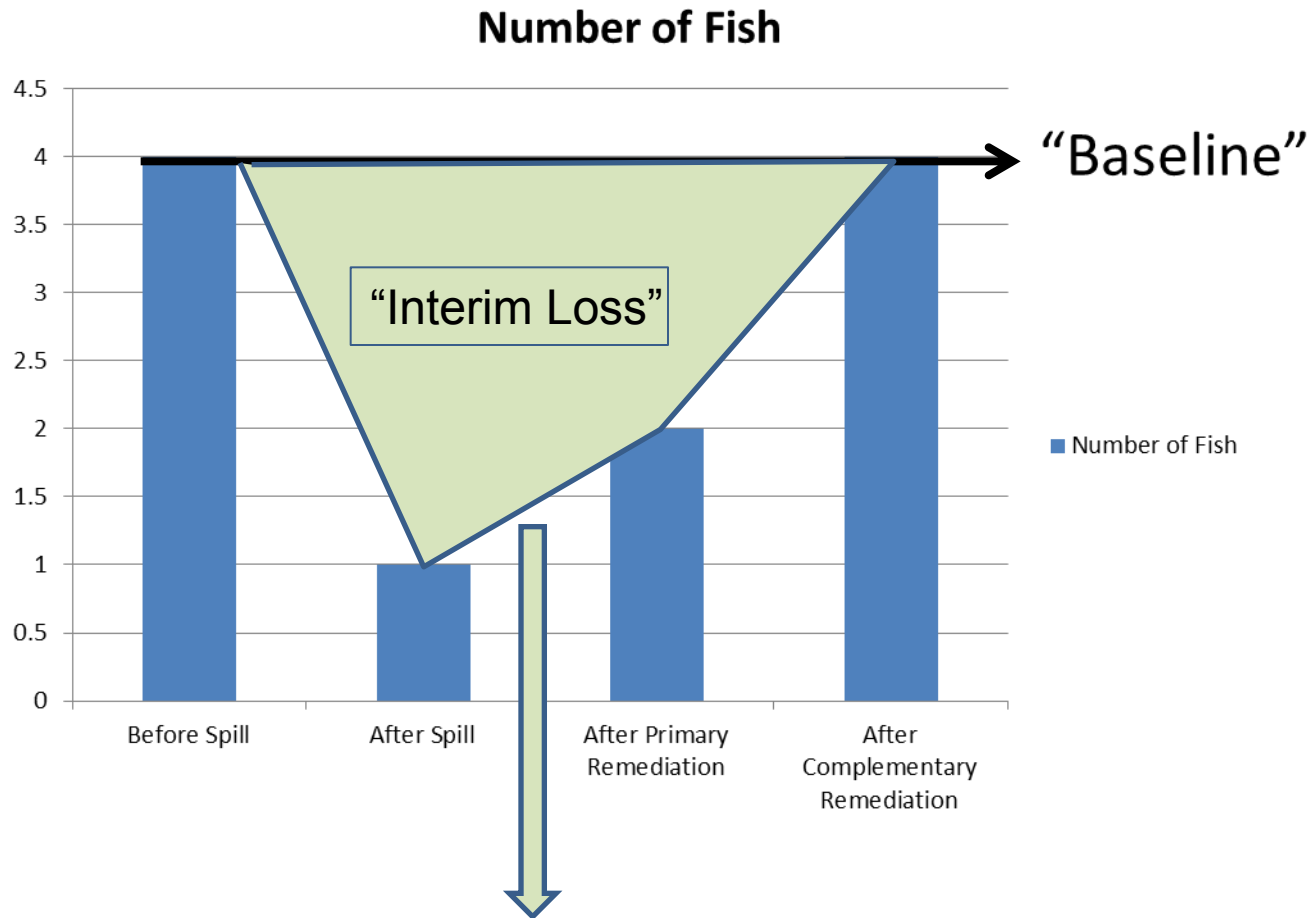 Number of Fish
4.5
4
3.5
3
2.5
2
1.5
1
0.5
0
“Baseline”
“Interim Loss”
Number of Fish
Before Spill
After Spill
After Primary
Remediation
After
Complementary
Remediation